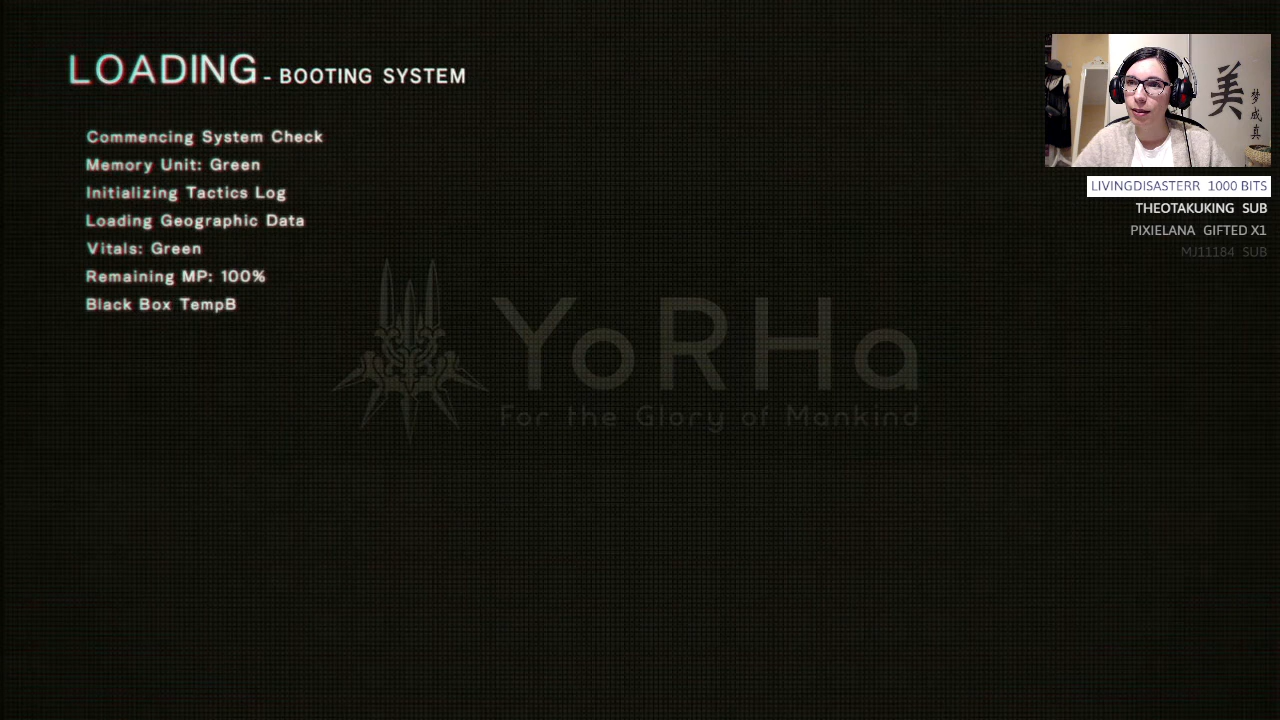 LOADING - BOOTING SYSTEM
Commencing System Check
Memory Unit: Green
Initializing Tactics Log
Loading Geographic Data
Vitals: Green
Remaining MP: 100%
Black Box TempB
YoRHa
For the Glory of Mankind
美
梦
成
真
LIVINGDISASTERR 1000 BITS
THEOTAKUKING SUB
PIXIELANA GIFTED X1
MJ11184 SUB